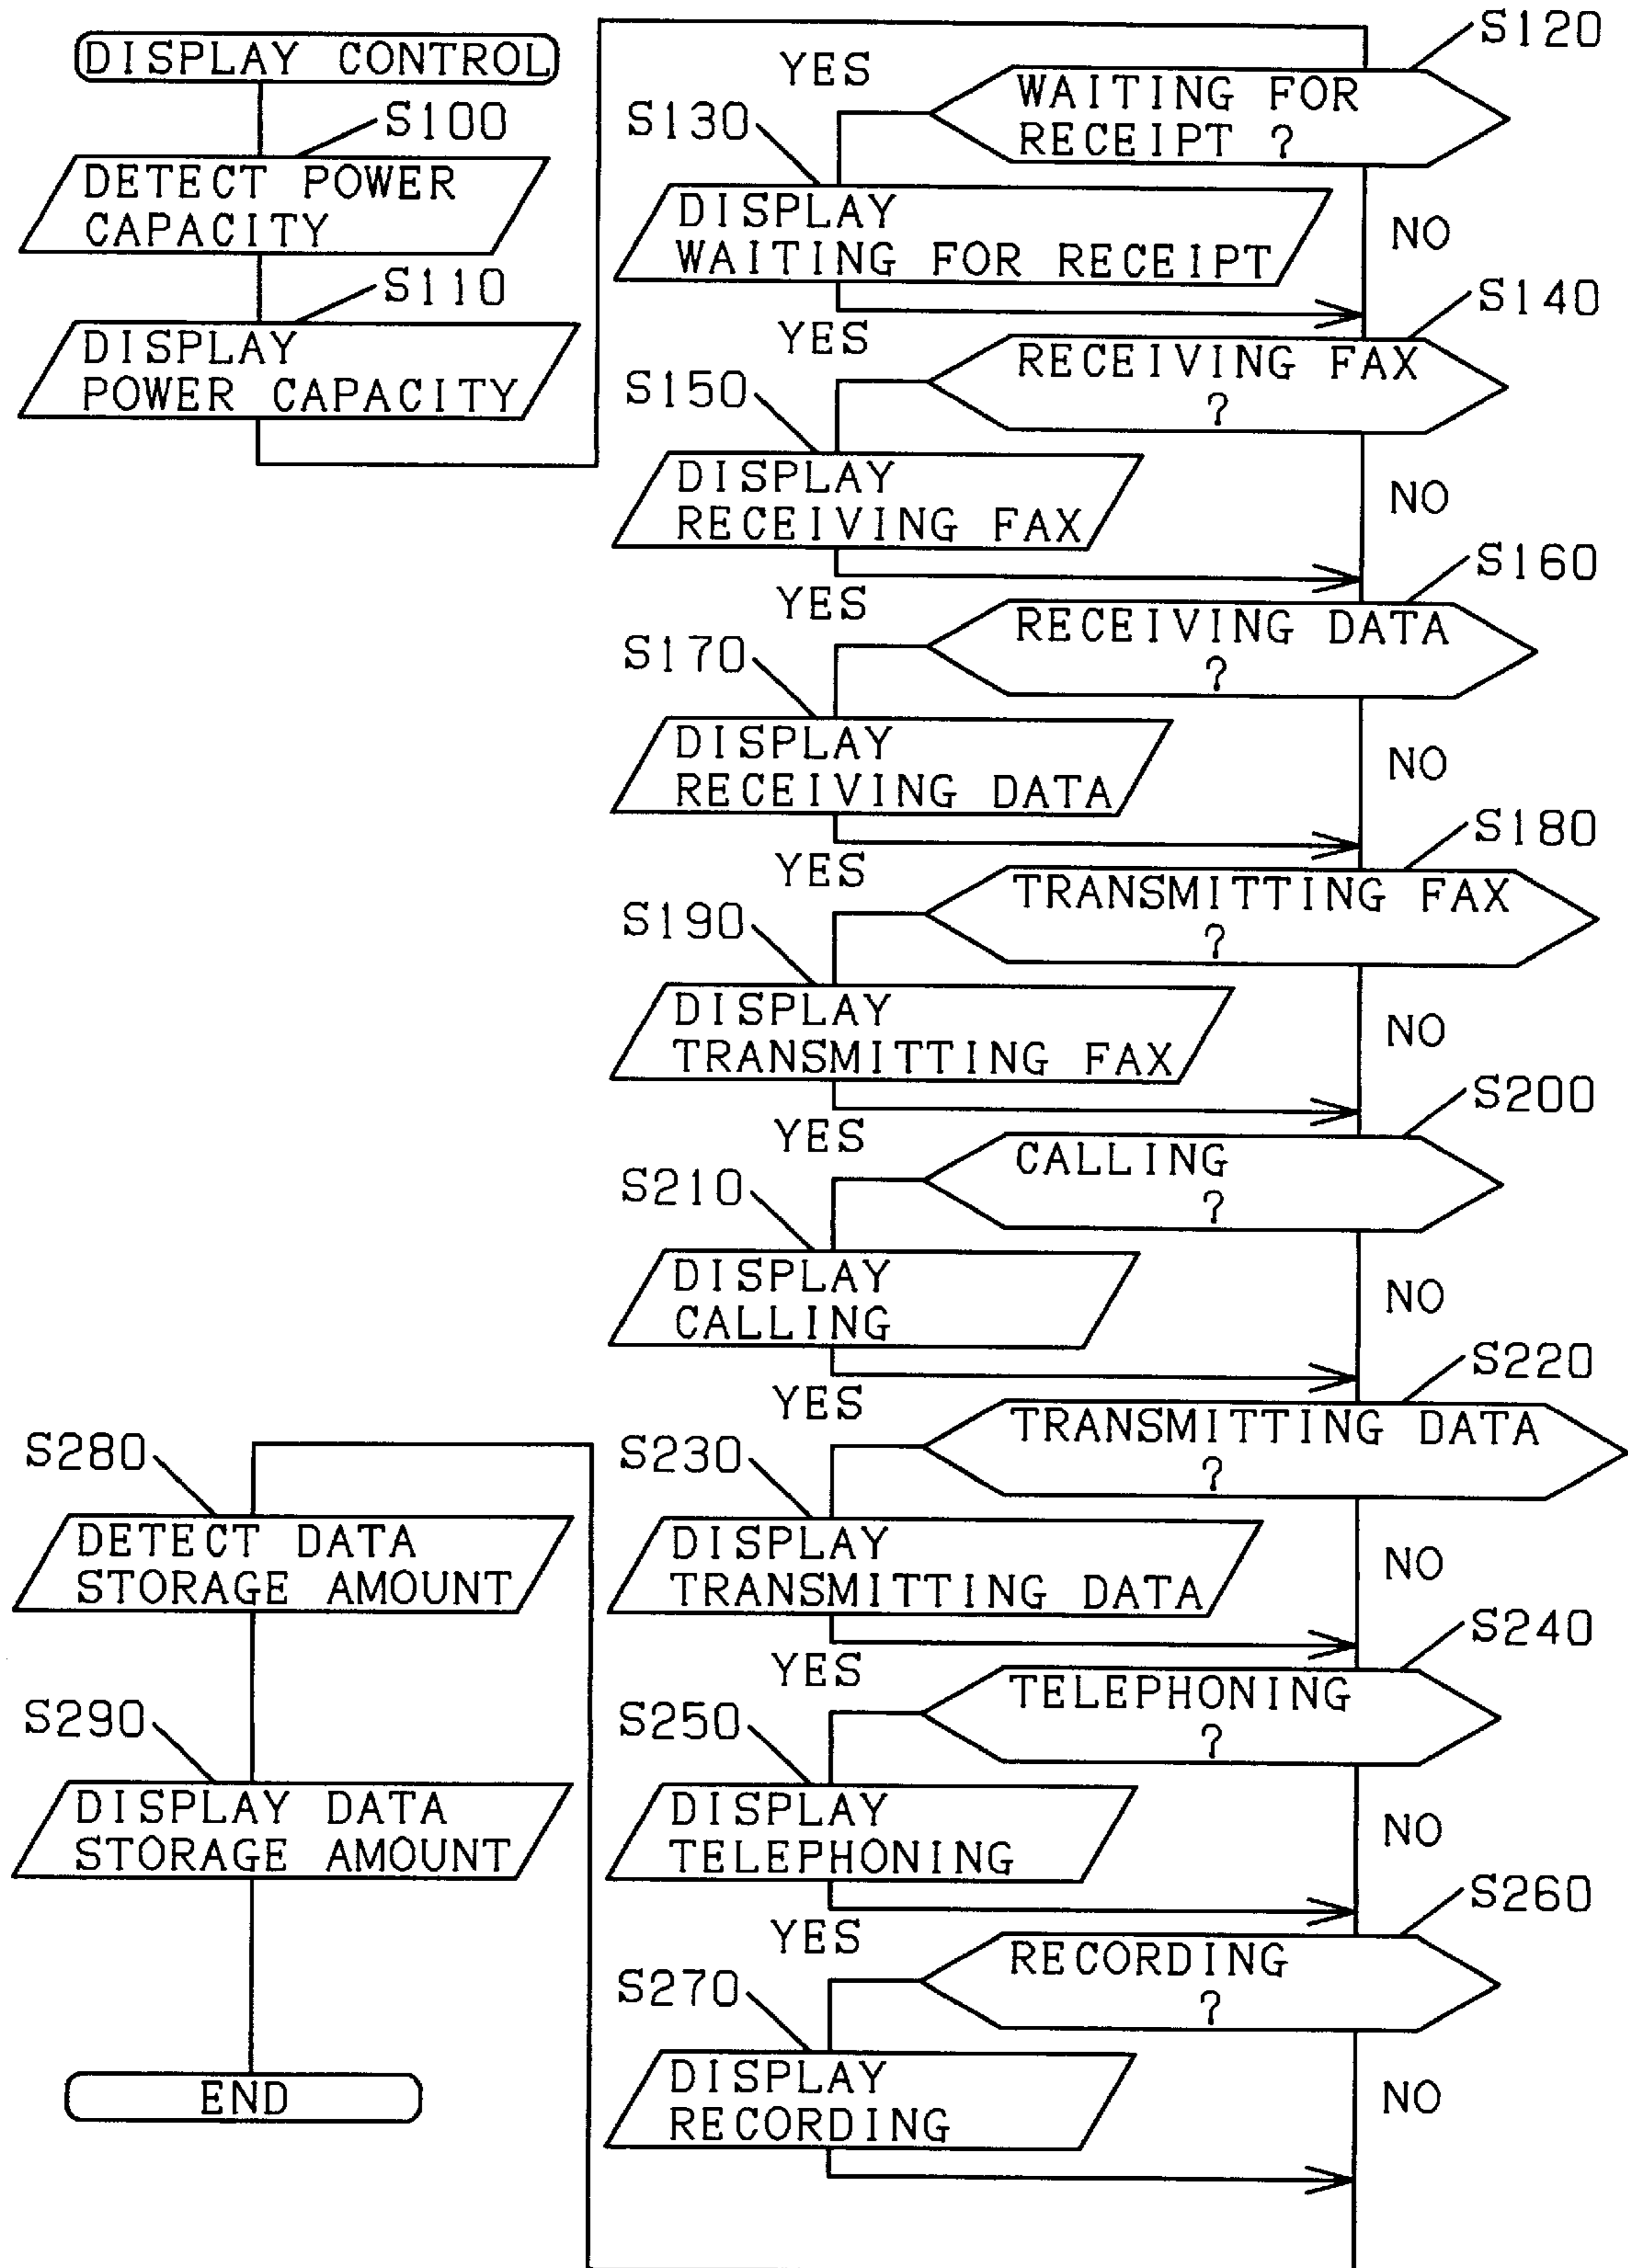 DISPLAY CONTROL
S100
DETECT POWER
CAPACITY
S110
DISPLAY
POWER CAPACITY
S120
YES
WAITING FOR
RECEIPT ?
S130
DISPLAY
WAITING FOR RECEIPT
NO
S140
YES
RECEIVING FAX
?
S150
DISPLAY
RECEIVING FAX
NO
S160
YES
RECEIVING DATA
?
S170
DISPLAY
RECEIVING DATA
NO
S180
YES
TRANSMITTING FAX
?
S190
DISPLAY
TRANSMITTING FAX
NO
S200
YES
CALLING
?
S210
DISPLAY
CALLING
NO
S220
YES
TRANSMITTING DATA
?
S230
DISPLAY
TRANSMITTING DATA
NO
S240
YES
TELEPHONING
?
S250
DISPLAY
TELEPHONING
NO
S260
YES
RECORDING
?
S270
DISPLAY
RECORDING
NO
S280
DETECT DATA
STORAGE AMOUNT
S290
DISPLAY DATA
STORAGE AMOUNT
END